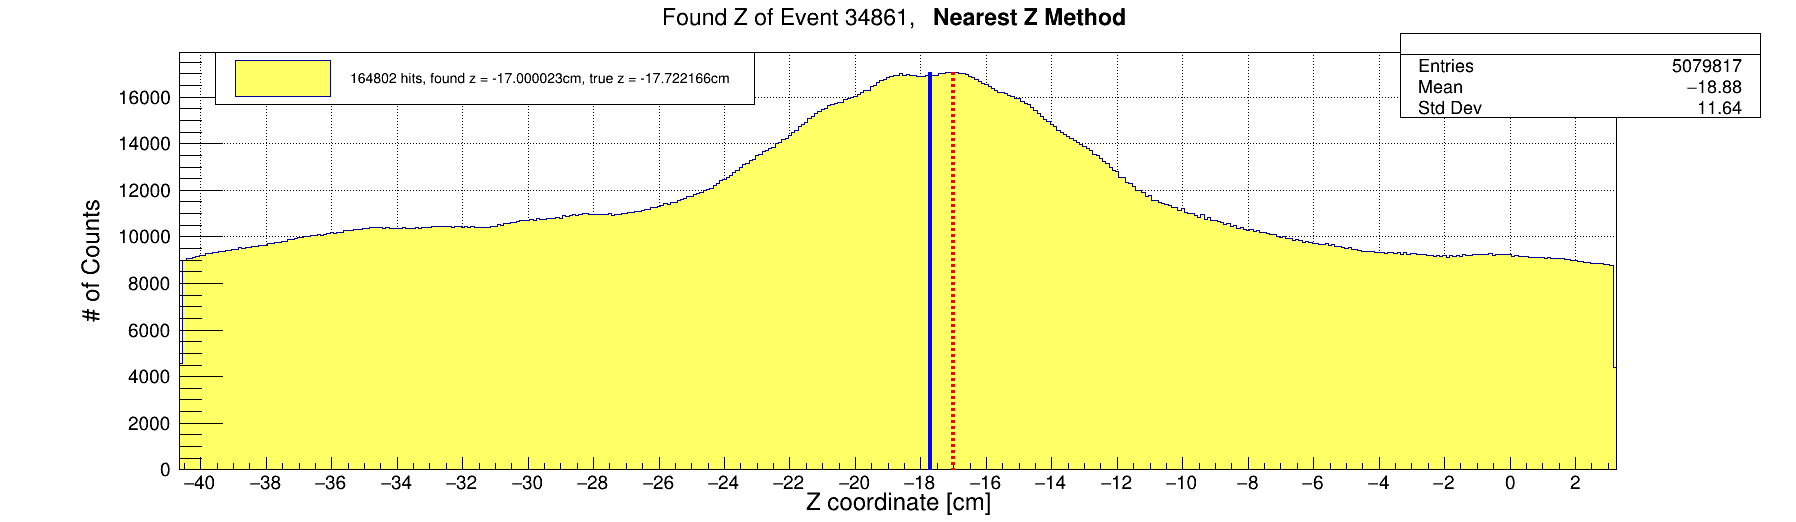 Found Z of Event 34861, Nearest Z Method
164802 hits, found z = -17.000023cm, true z = -17.722166cm
Entries 5079817
Mean −18.88
Std Dev 11.64
# of Counts
16000
14000
12000
10000
8000
6000
4000
2000
0
−40 −38 −36 −34 −32 −30 −28 −26 −24 −22 −20 −18 −16 −14 −12 −10 −8 −6 −4 −2 0 2
Z coordinate [cm]